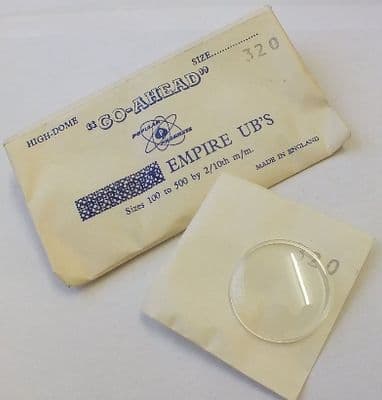 SIZE............... 320
HIGH-DOME "GO-AHEAD"
EMPIRE UB'S
Sizes 100 to 500 by 2/10th m/m.
MADE IN ENGLAND
320